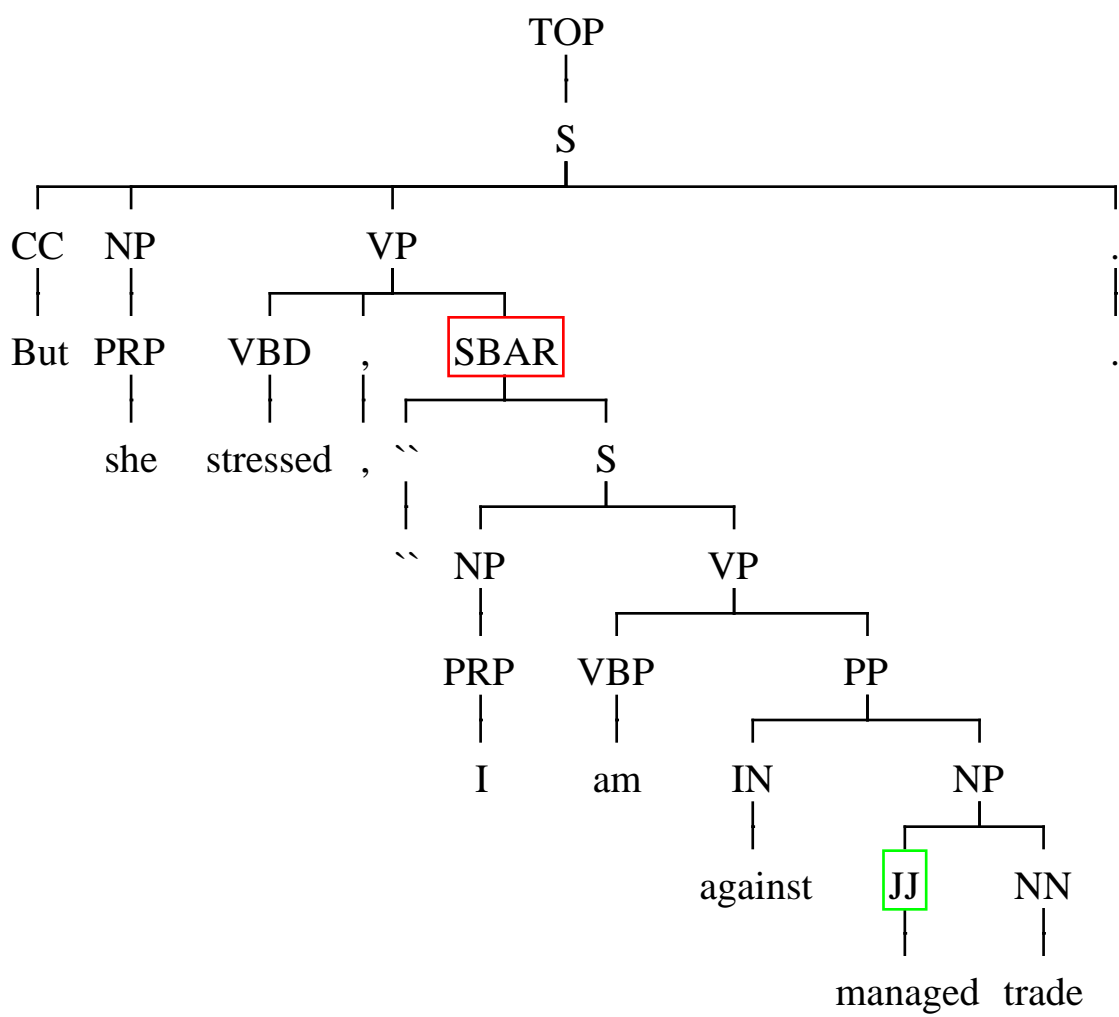 TOP
S
CC NP VP .
But PRP VBD , SBAR .
she stressed , `` S
`` NP VP
PRP VBP PP
I am IN NP
against JJ NN
managed trade